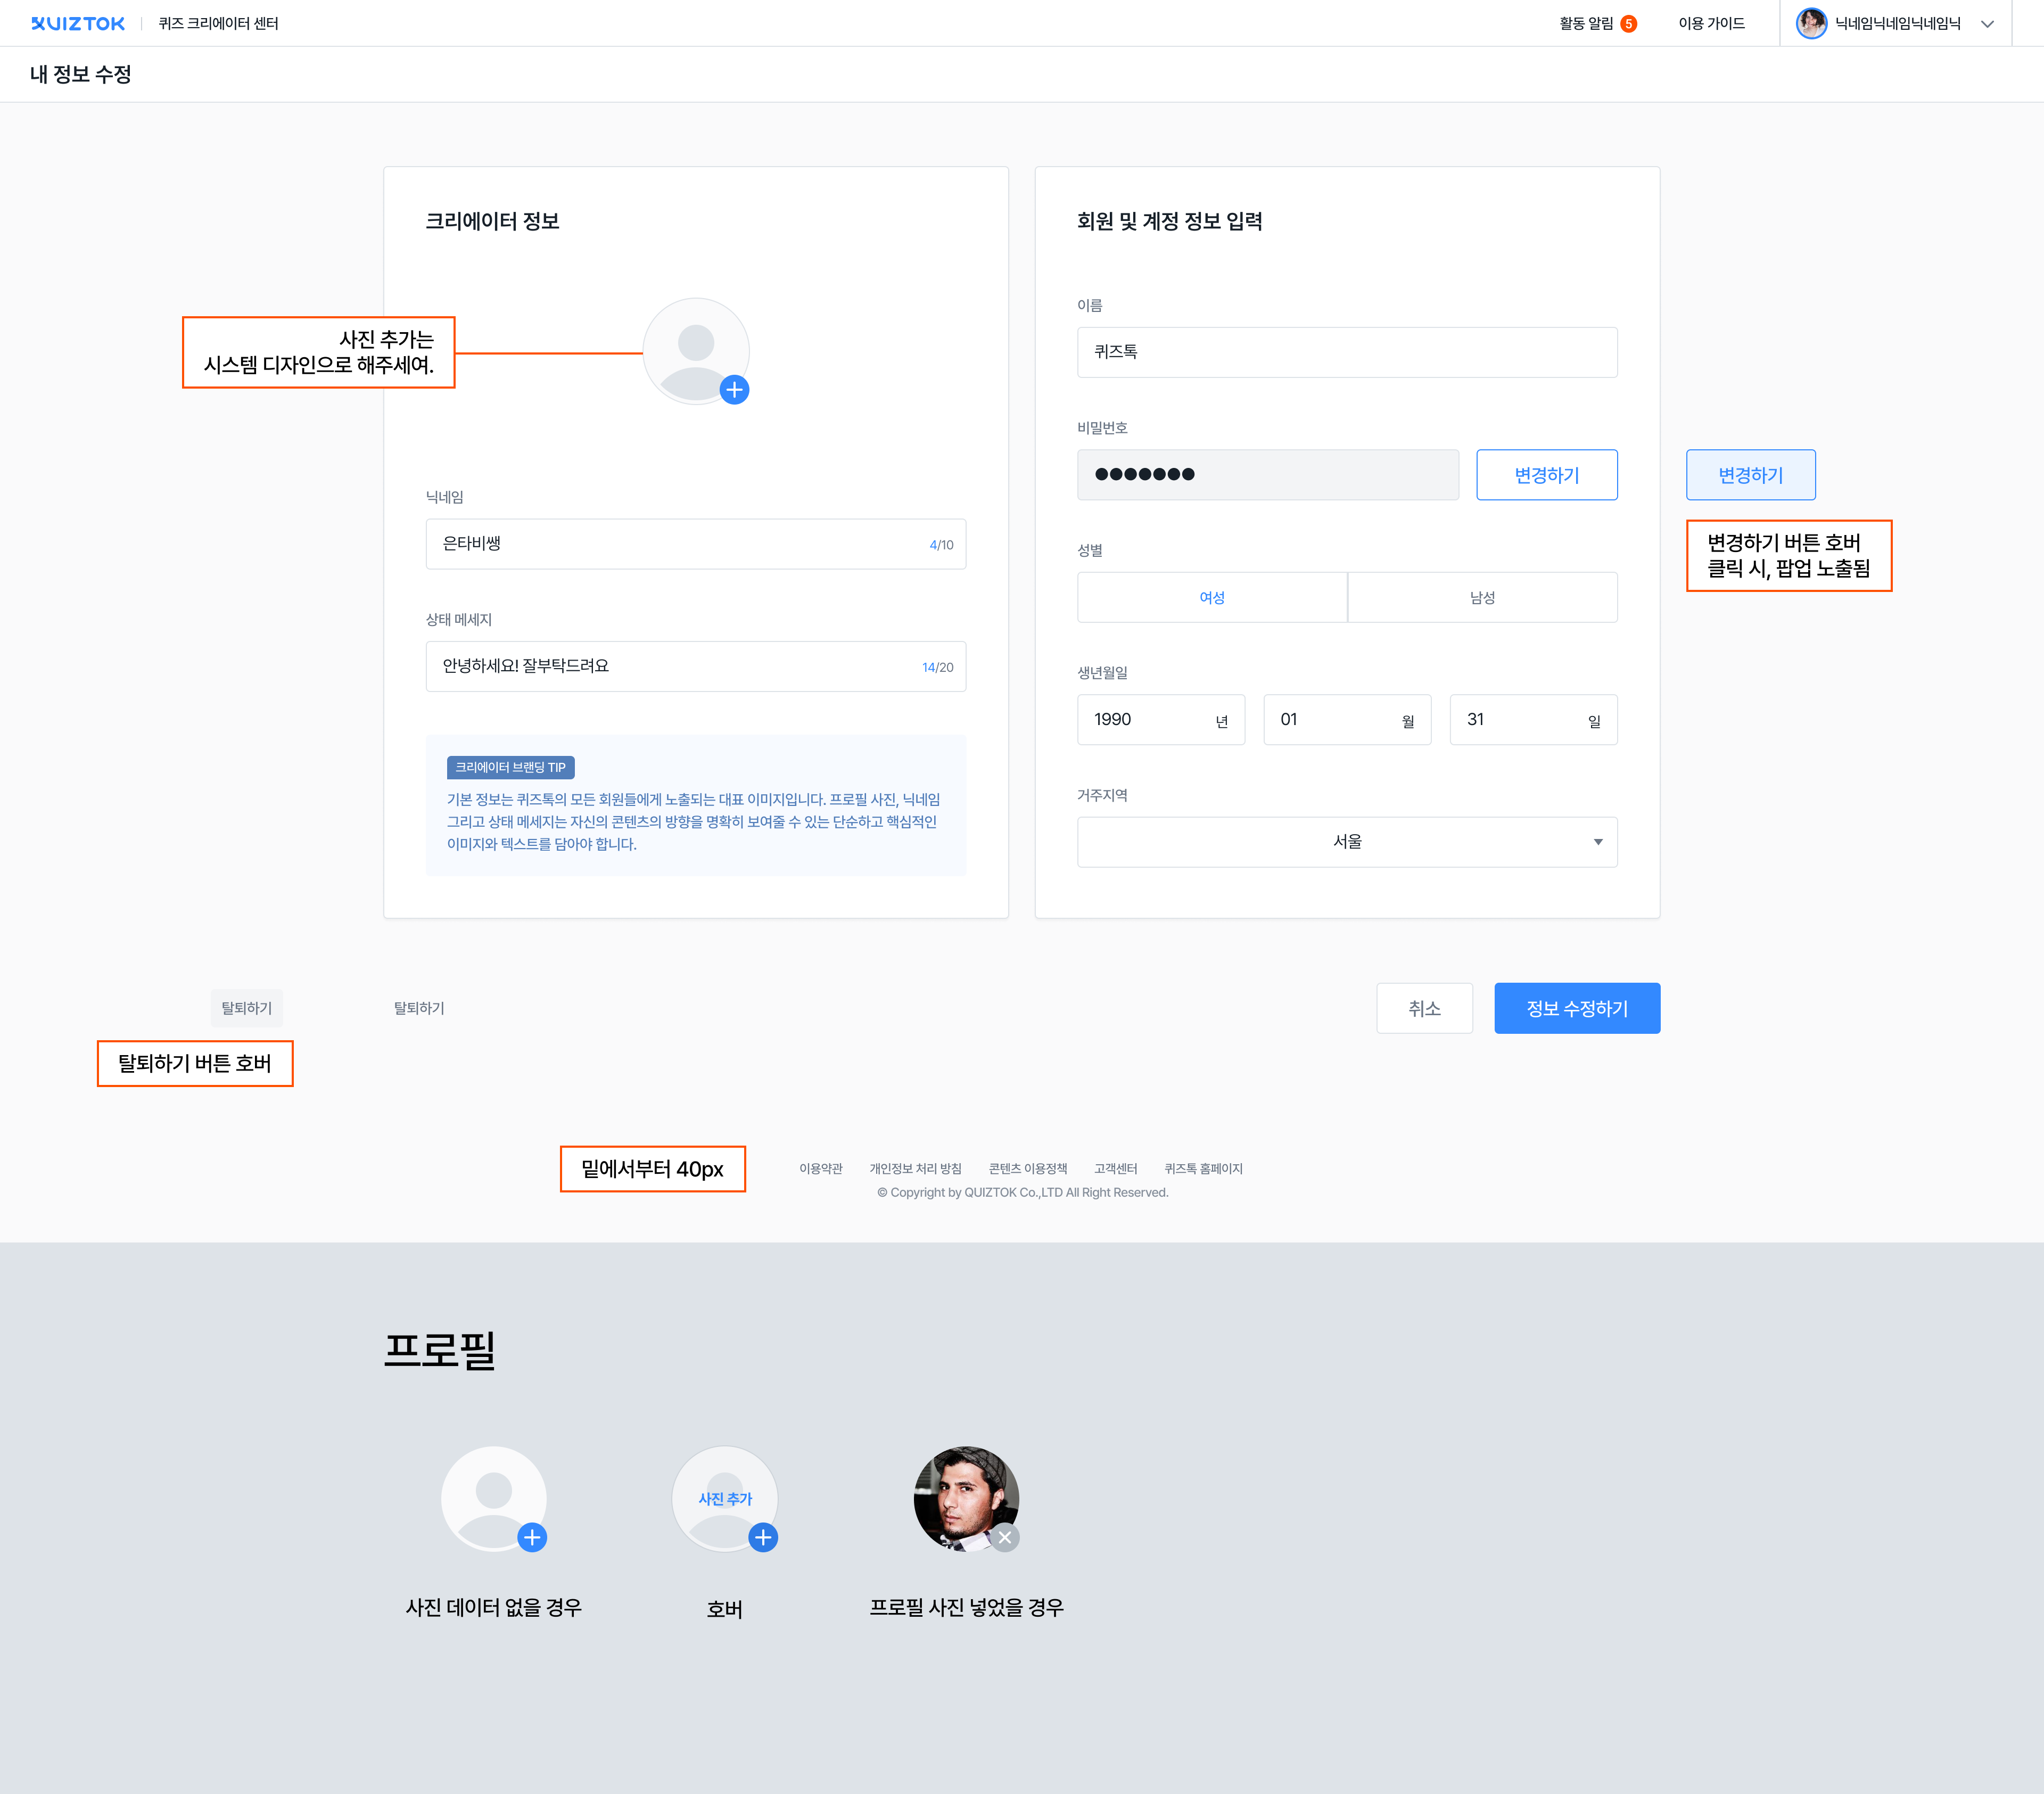 QUIZTOK
퀴즈 크리에이터 센터
활동 알림 5
이용 가이드
닉네임닉네임닉네임닉
내 정보 수정
크리에이터 정보
사진 추가는
시스템 디자인으로 해주세여.
닉네임
은타비쌩
4/10
상태 메세지
안녕하세요! 잘부탁드려요
14/20
크리에이터 브랜딩 TIP
기본 정보는 퀴즈톡의 모든 회원들에게 노출되는 대표 이미지입니다. 프로필 사진, 닉네임
그리고 상태 메세지는 자신의 콘텐츠의 방향을 명확히 보여줄 수 있는 단순하고 핵심적인
이미지와 텍스트를 담아야 합니다.
회원 및 계정 정보 입력
이름
퀴즈톡
비밀번호
●●●●●●●
변경하기
변경하기
변경하기 버튼 호버
클릭 시, 팝업 노출됨
성별
여성
남성
생년월일
1990 년
01 월
31 일
거주지역
서울
탈퇴하기
탈퇴하기
탈퇴하기 버튼 호버
취소
정보 수정하기
밑에서부터 40px
이용약관 개인정보 처리 방침 콘텐츠 이용정책 고객센터 퀴즈톡 홈페이지
© Copyright by QUIZTOK Co.,LTD All Right Reserved.
프로필
사진 추가
사진 데이터 없을 경우
호버
프로필 사진 넣었을 경우